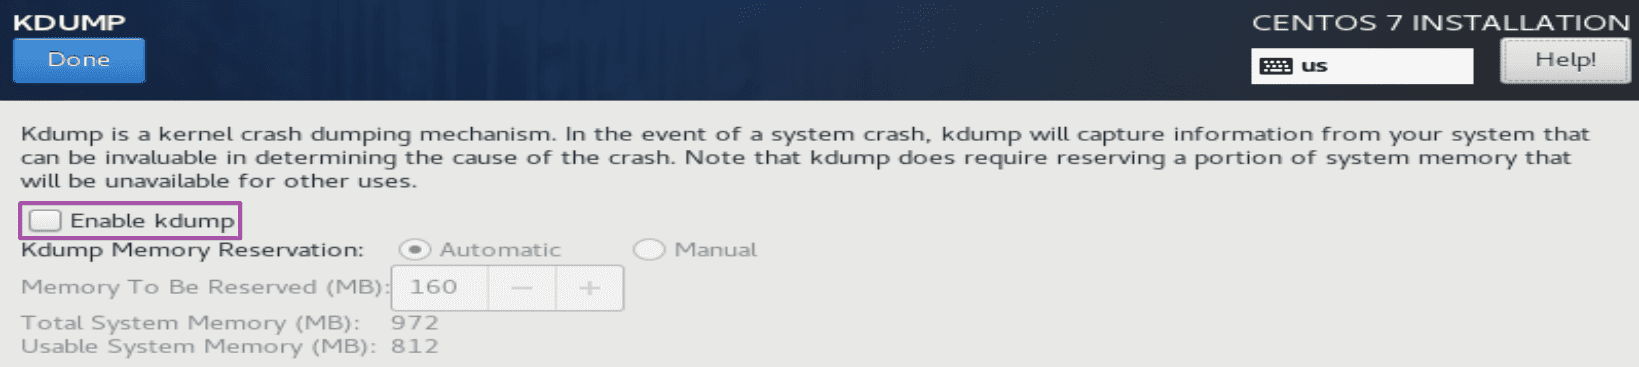 KDUMP
CENTOS 7 INSTALLATION
Done
us
Help!
Kdump is a kernel crash dumping mechanism. In the event of a system crash, kdump will capture information from your system that
can be invaluable in determining the cause of the crash. Note that kdump does require reserving a portion of system memory that
will be unavailable for other uses.
Enable kdump
Kdump Memory Reservation: Automatic Manual
Memory To Be Reserved (MB): 160 − +
Total System Memory (MB): 972
Usable System Memory (MB): 812